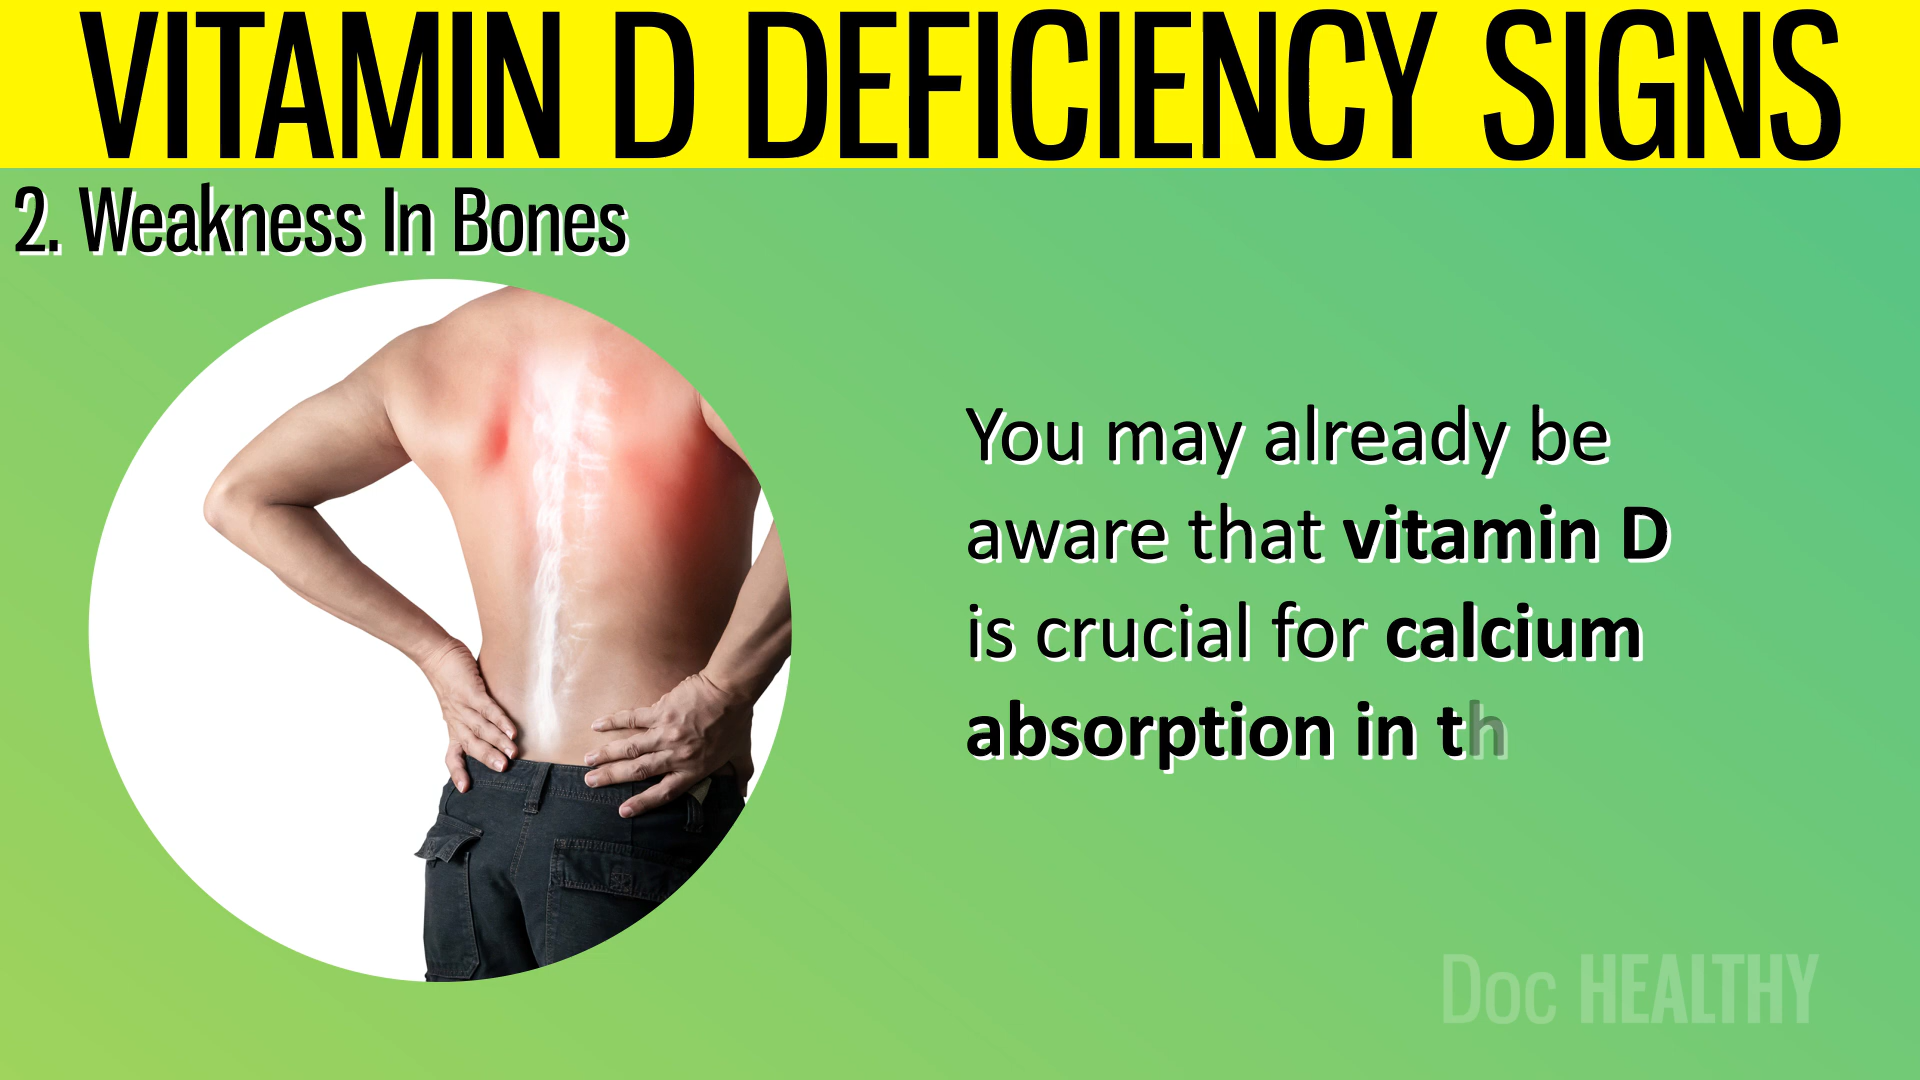 VITAMIN D DEFICIENCY SIGNS
2. Weakness In Bones
You may already be
aware that vitamin D
is crucial for calcium
absorption in th
Doc HEALTHY